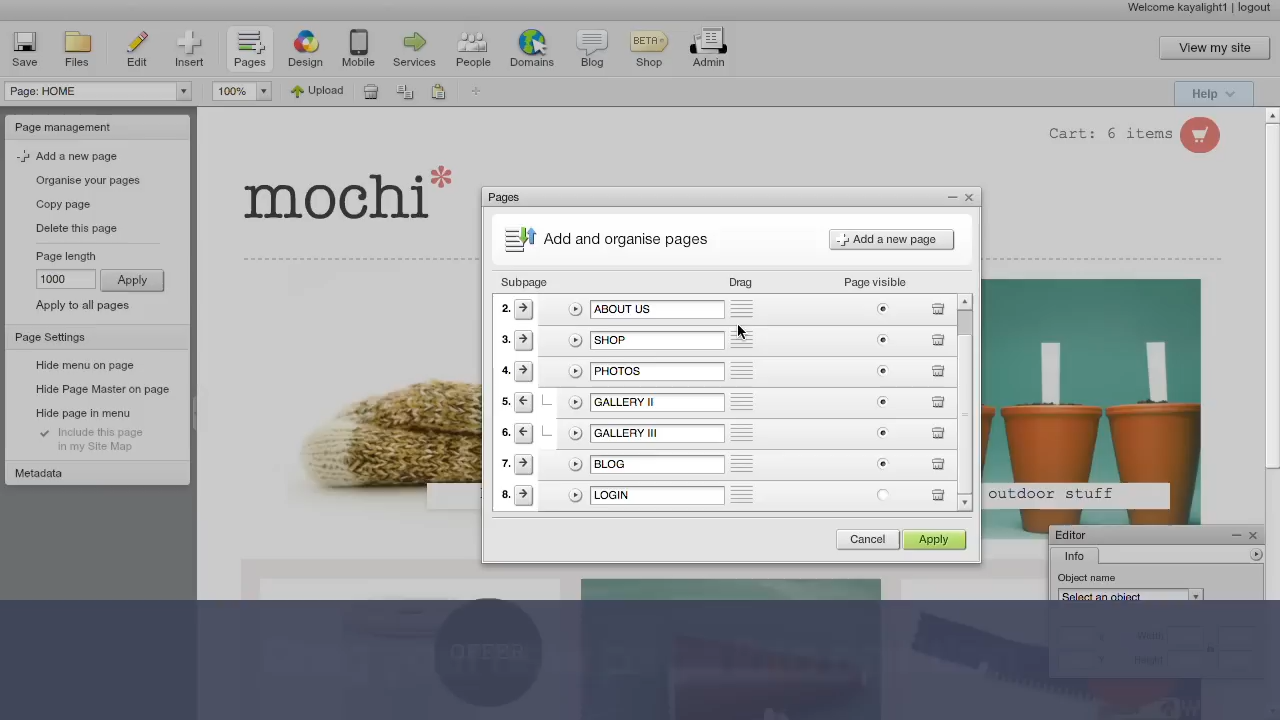 Welcome kayalight1 | logout
Save
Files
Edit
Insert
Pages
Design
Mobile
Services
People
Domains
Blog
BETA
Shop
Admin
View my site
Page: HOME
100%
Upload
Help
Page management
Add a new page
Organise your pages
Copy page
Delete this page
Page length
1000
Apply
Apply to all pages
Page Settings
Hide menu on page
Hide Page Master on page
Hide page in menu
Include this page
in my Site Map
Metadata
Cart: 6 items
mochi*
Pages
Add and organise pages
Add a new page
Subpage
Drag
Page visible
2. ABOUT US
3. SHOP
4. PHOTOS
5. GALLERY II
6. GALLERY III
7. BLOG
8. LOGIN
Cancel
Apply
outdoor stuff
Editor
Info
Object name
Select an object
Width
Height